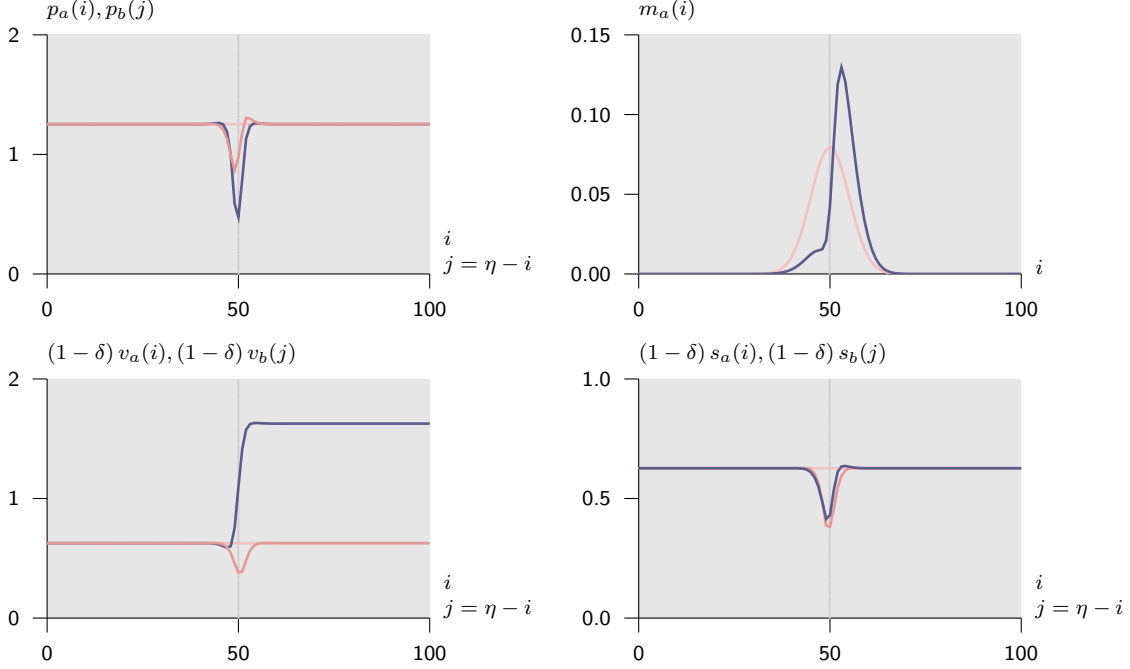 p_a(i), p_b(j)
2
1
0
0
50
100
i
j = η − i
m_a(i)
0.15
0.10
0.05
0.00
0
50
100
i
(1 − δ) v_a(i), (1 − δ) v_b(j)
2
1
0
0
50
100
i
j = η − i
(1 − δ) s_a(i), (1 − δ) s_b(j)
1.0
0.5
0.0
0
50
100
i
j = η − i